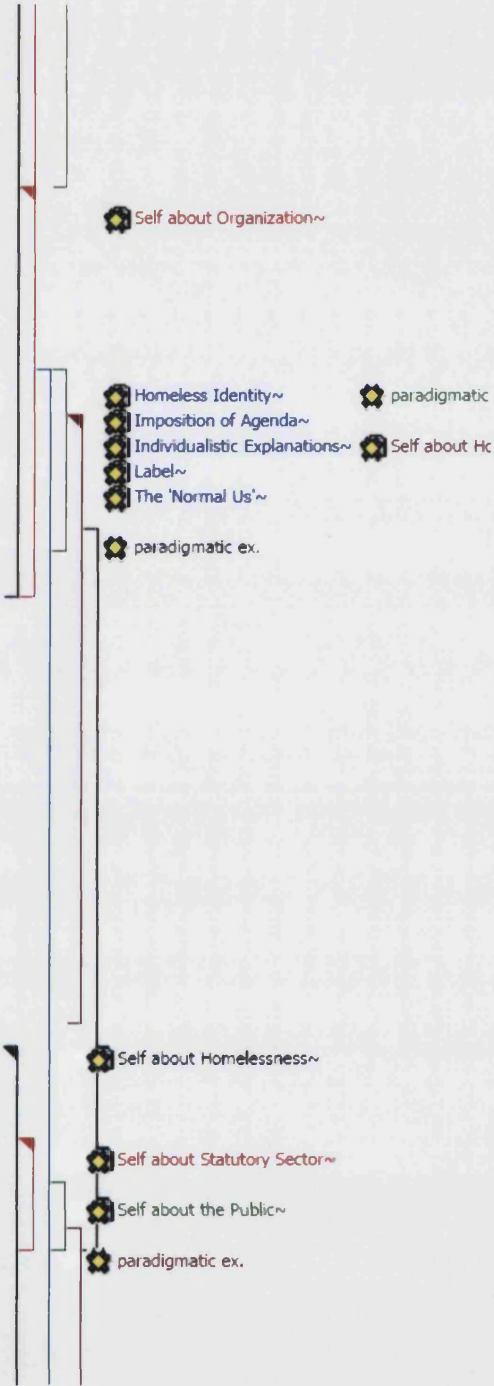 Self about Organization~
Homeless Identity~ paradigmatic
Imposition of Agenda~
Individualistic Explanations~ Self about Hc
Label~
The 'Normal Us'~
paradigmatic ex.
Self about Homelessness~
Self about Statutory Sector~
Self about the Public~
paradigmatic ex.